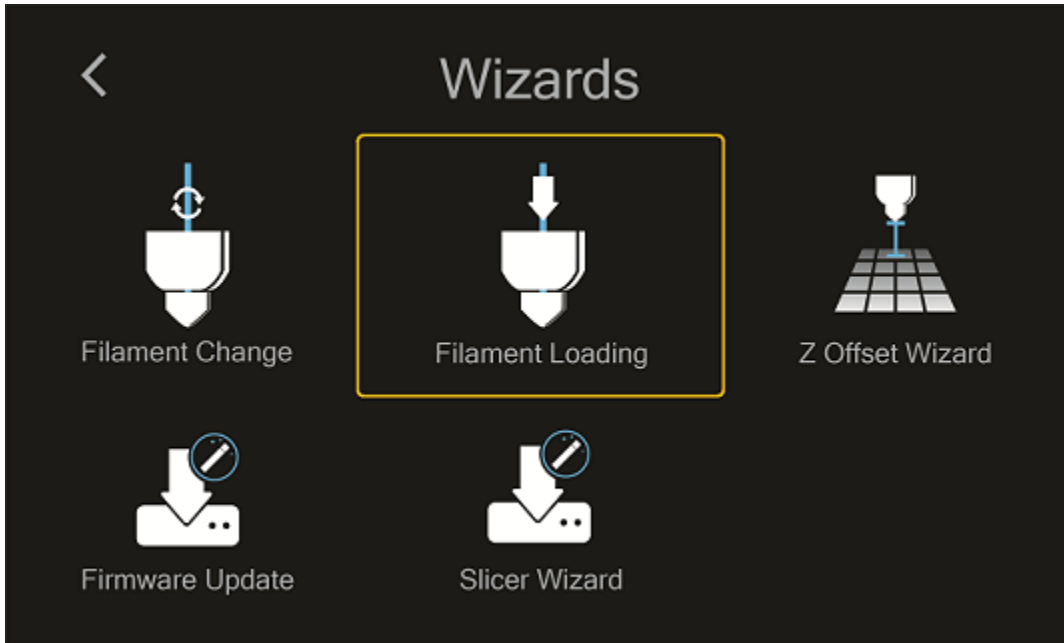 Wizards
Filament Change
Filament Loading
Z Offset Wizard
Firmware Update
Slicer Wizard